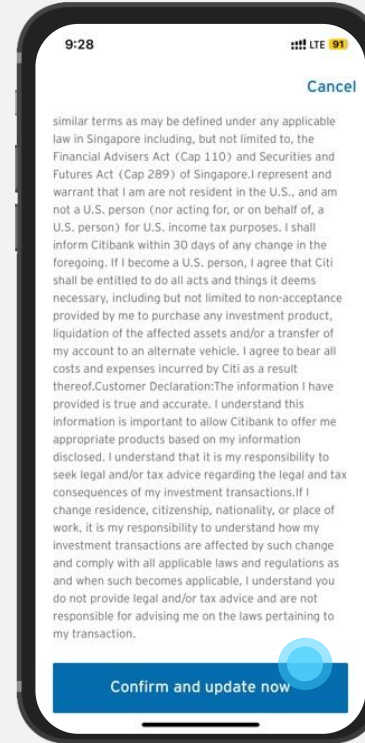 9:28 LTE 91
Cancel
similar terms as may be defined under any applicable
law in Singapore including, but not limited to, the
Financial Advisers Act (Cap 110) and Securities and
Futures Act (Cap 289) of Singapore.I represent and
warrant that I am are not resident in the U.S., and am
not a U.S. person (nor acting for, or on behalf of, a
U.S. person) for U.S. income tax purposes. I shall
inform Citibank within 30 days of any change in the
foregoing. If I become a U.S. person, I agree that Citi
shall be entitled to do all acts and things it deems
necessary, including but not limited to non-acceptance
provided by me to purchase any investment product,
liquidation of the affected assets and/or a transfer of
my account to an alternate vehicle. I agree to bear all
costs and expenses incurred by Citi as a result
thereof.Customer Declaration:The information I have
provided is true and accurate. I understand this
information is important to allow Citibank to offer me
appropriate products based on my information
disclosed. I understand that it is my responsibility to
seek legal and/or tax advice regarding the legal and tax
consequences of my investment transactions.If I
change residence, citizenship, nationality, or place of
work, it is my responsibility to understand how my
investment transactions are affected by such change
and comply with all applicable laws and regulations as
and when such becomes applicable, I understand you
do not provide legal and/or tax advice and are not
responsible for advising me on the laws pertaining to
my transaction.
Confirm and update now